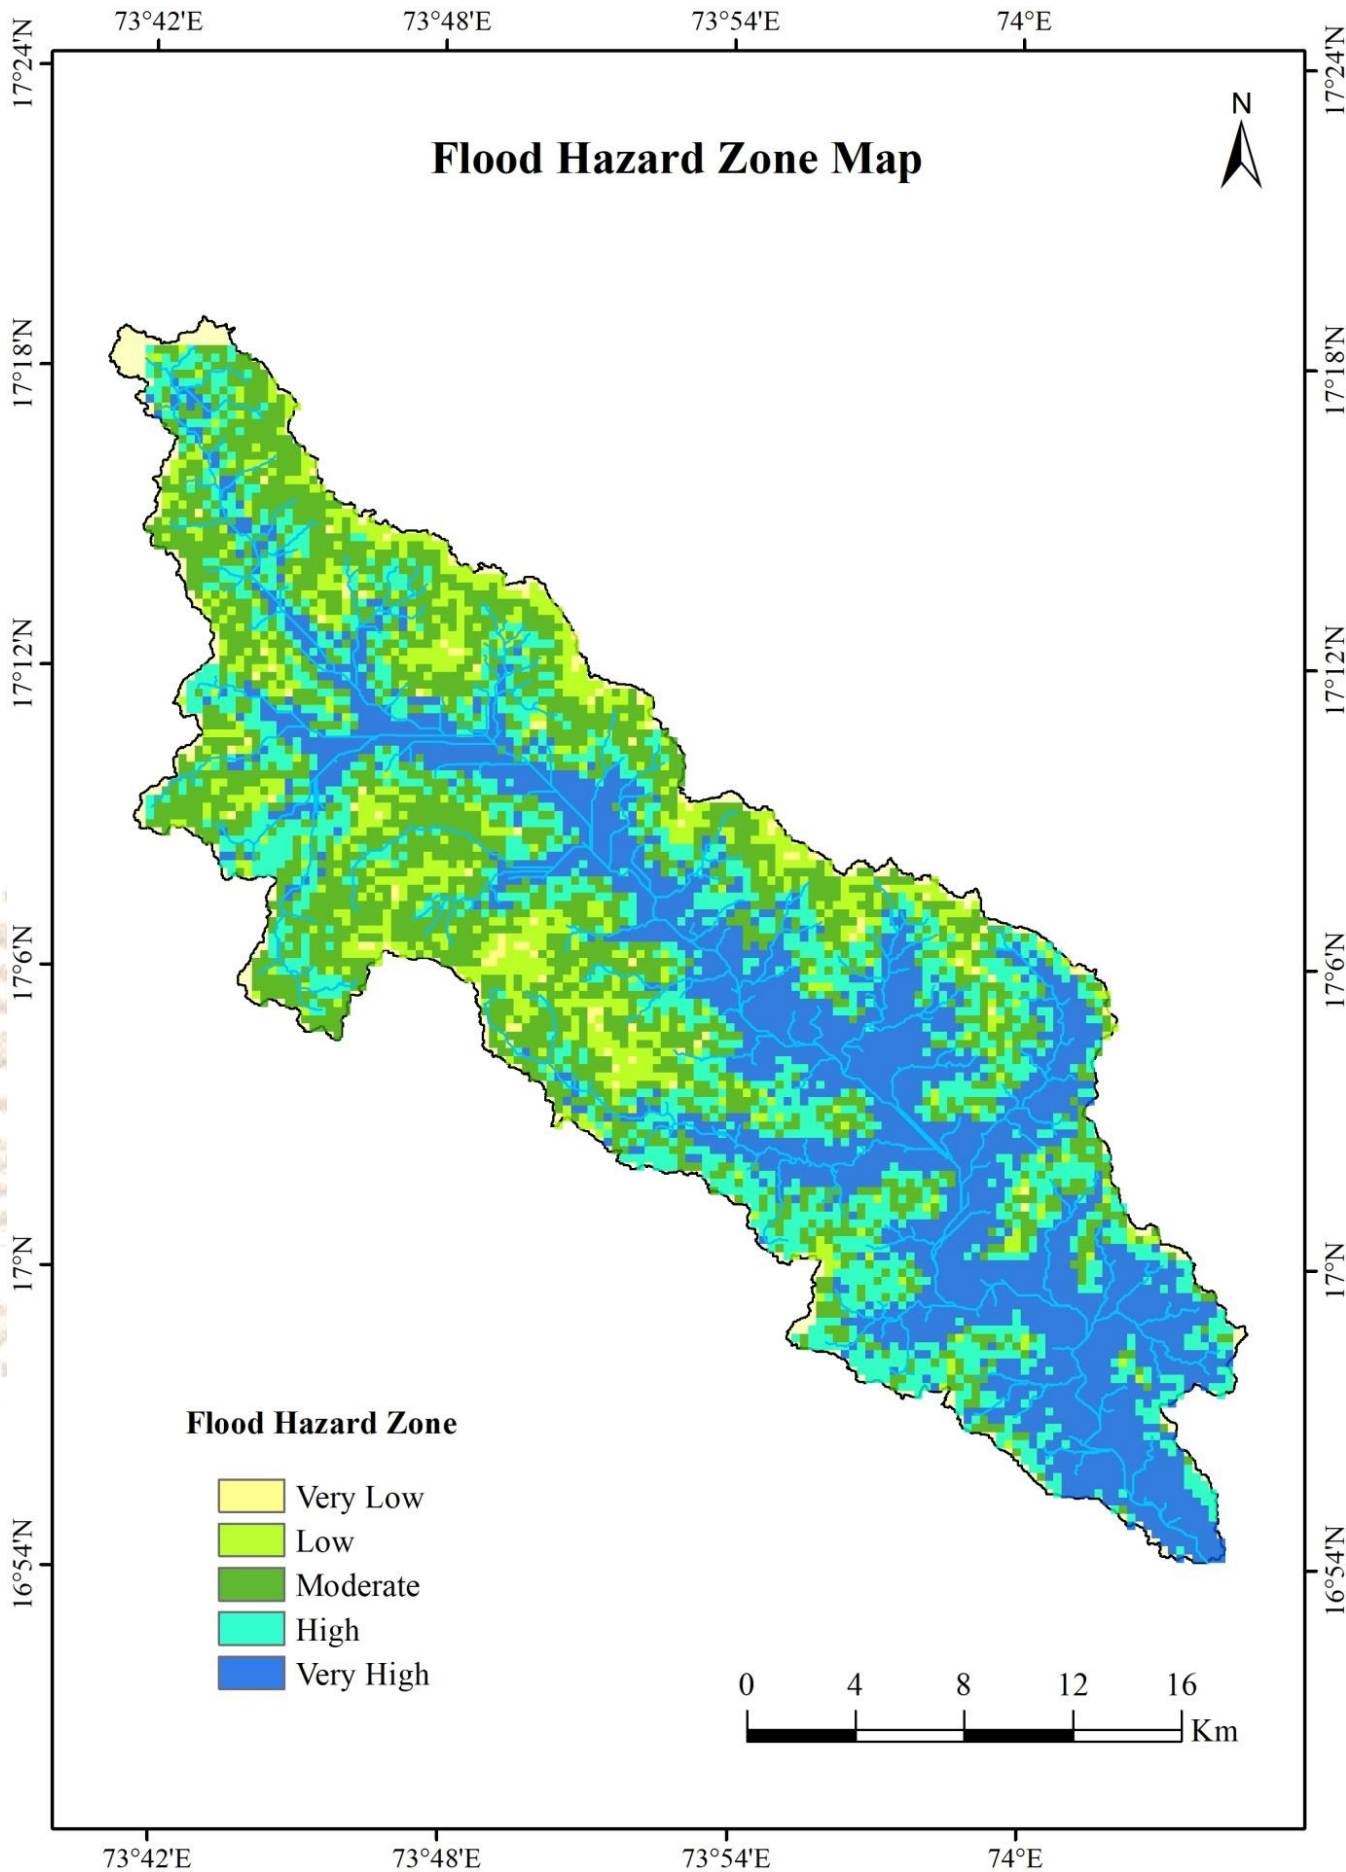 73°42'E 73°48'E 73°54'E 74°E
17°24'N 17°24'N
N
Flood Hazard Zone Map
17°18'N 17°18'N
17°12'N 17°12'N
17°6'N 17°6'N
17°N 17°N
Flood Hazard Zone
Very Low
Low
Moderate
High
Very High
16°54'N 16°54'N
0 4 8 12 16
Km
73°42'E 73°48'E 73°54'E 74°E